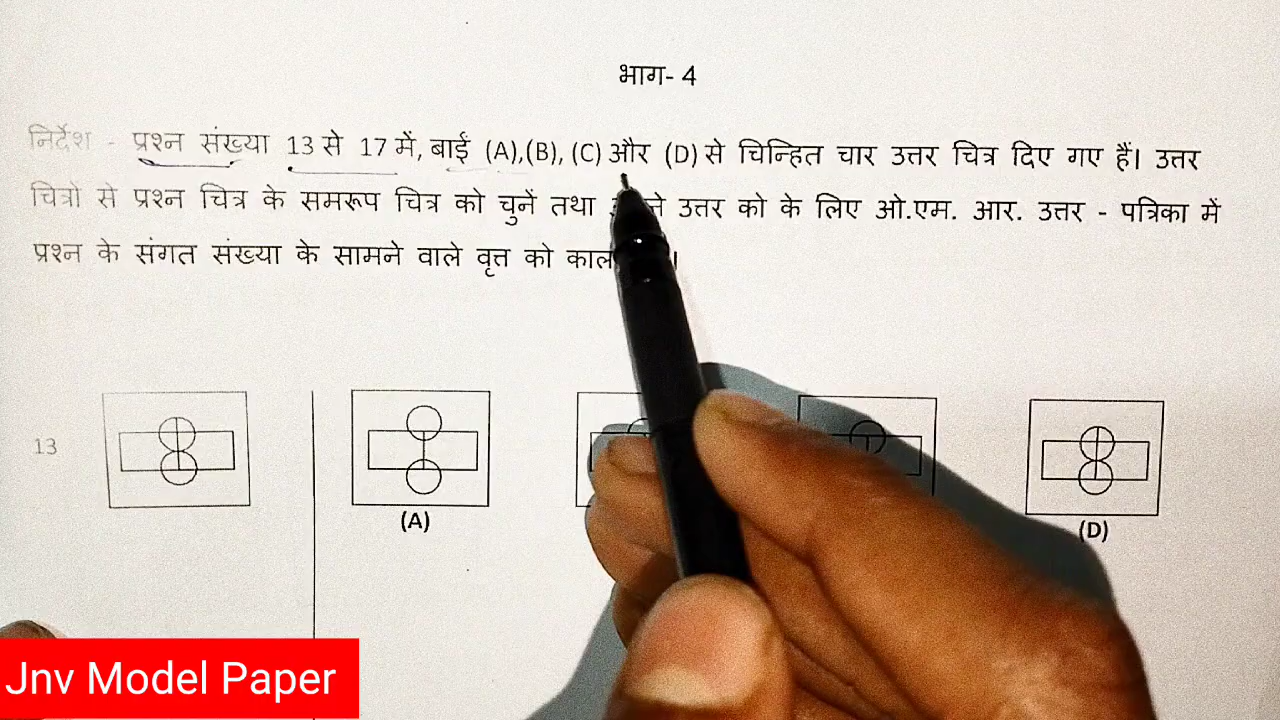 भाग- 4
निर्देश - प्रश्न संख्या 13 से 17 में, बाईं (A),(B), (C) और (D) से चिन्हित चार उत्तर चित्र दिए गए हैं। उत्तर
चित्रो से प्रश्न चित्र के समरूप चित्र को चुनें तथा उत्तर को के लिए ओ.एम. आर. उत्तर - पत्रिका में
प्रश्न के संगत संख्या के सामने वाले वृत्त को
13
(A)
(D)
Jnv Model Paper